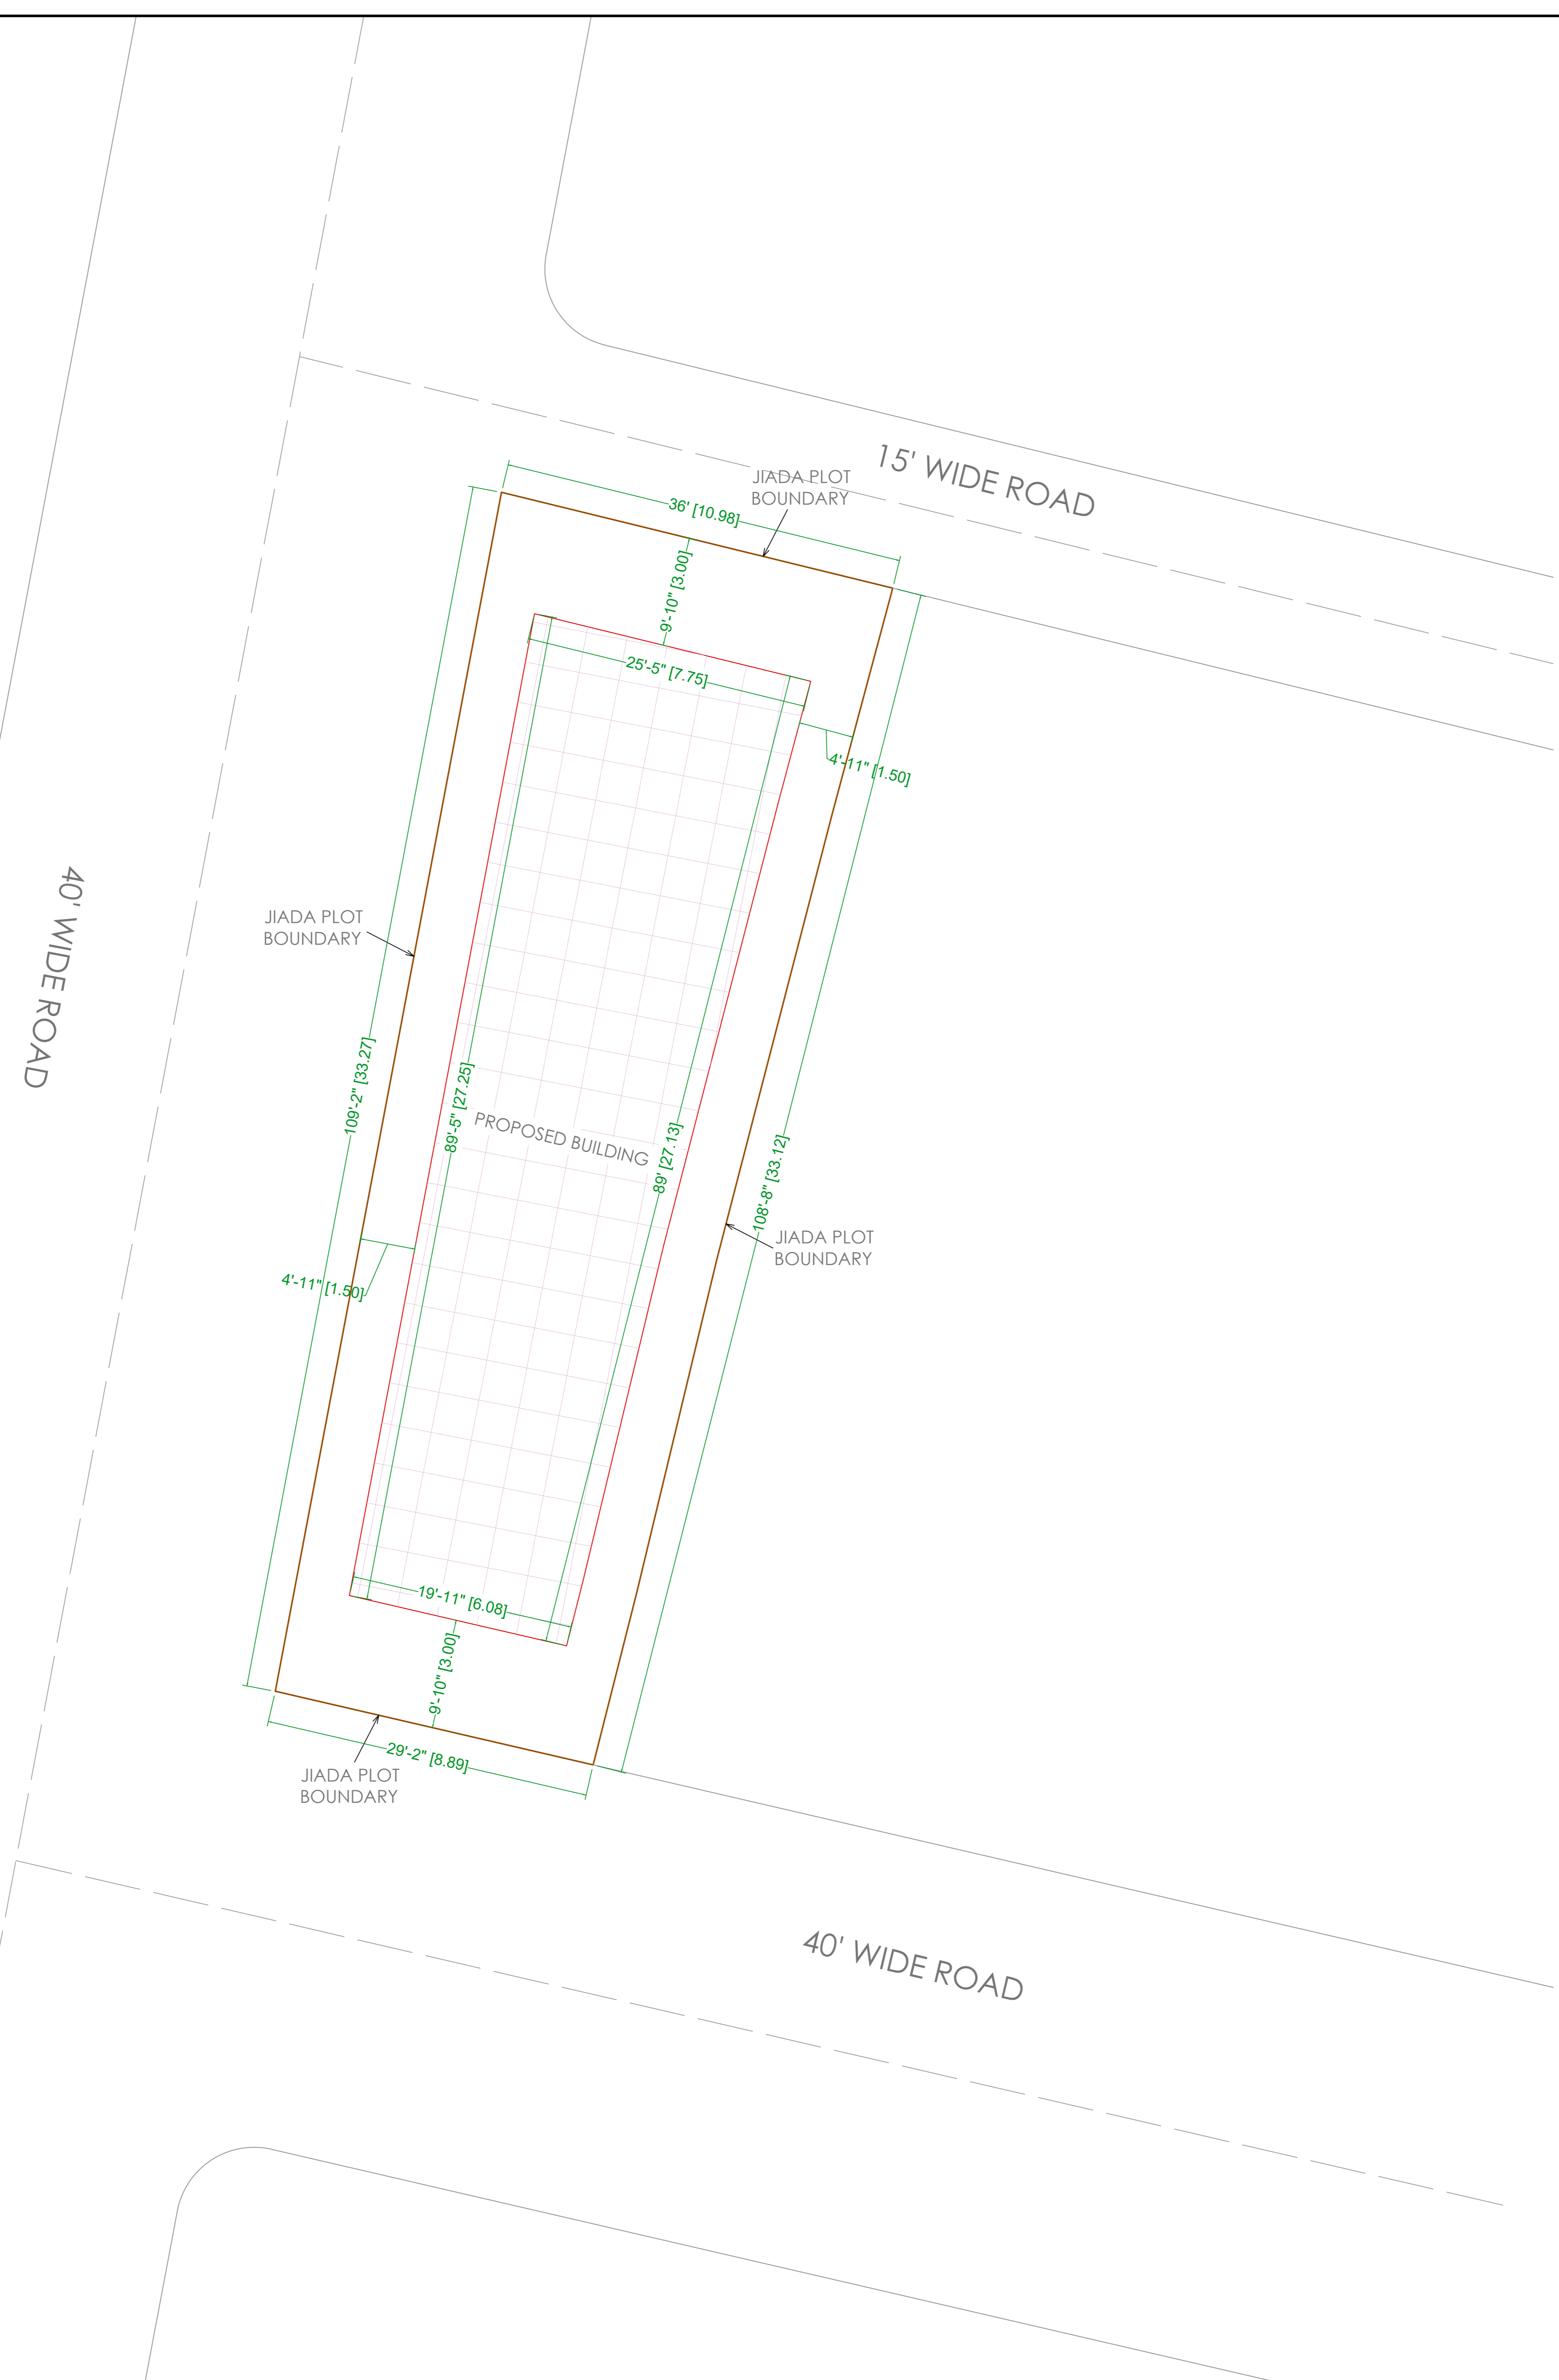 15' WIDE ROAD
JIADA PLOT
BOUNDARY
36' [10.98]
9'-10" [3.00]
25'-5" [7.75]
4'-11" [1.50]
40' WIDE ROAD
JIADA PLOT
BOUNDARY
109'-2" [33.27]
89'-5" [27.25]
PROPOSED BUILDING
89' [27.13]
108'-8" [33.12]
JIADA PLOT
BOUNDARY
4'-11" [1.50]
19'-11" [6.08]
9'-10" [3.00]
29'-2" [8.89]
JIADA PLOT
BOUNDARY
40' WIDE ROAD